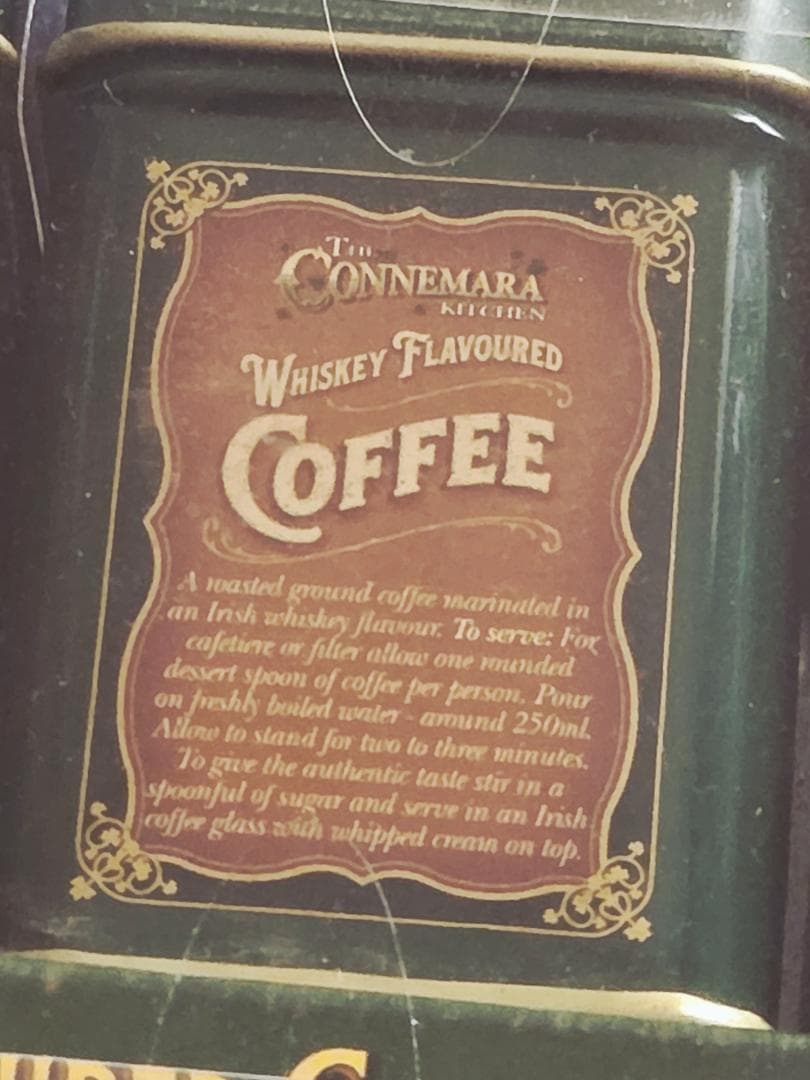 THE
CONNEMARA
KITCHEN
WHISKEY FLAVOURED
COFFEE
A roasted ground coffee marinated in
an Irish whiskey flavour. To serve: For
cafetiere or filter allow one rounded
dessert spoon of coffee per person. Pour
on freshly boiled water - around 250ml.
Allow to stand for two to three minutes.
To give the authentic taste stir in a
spoonful of sugar and serve in an Irish
coffee glass with whipped cream on top.